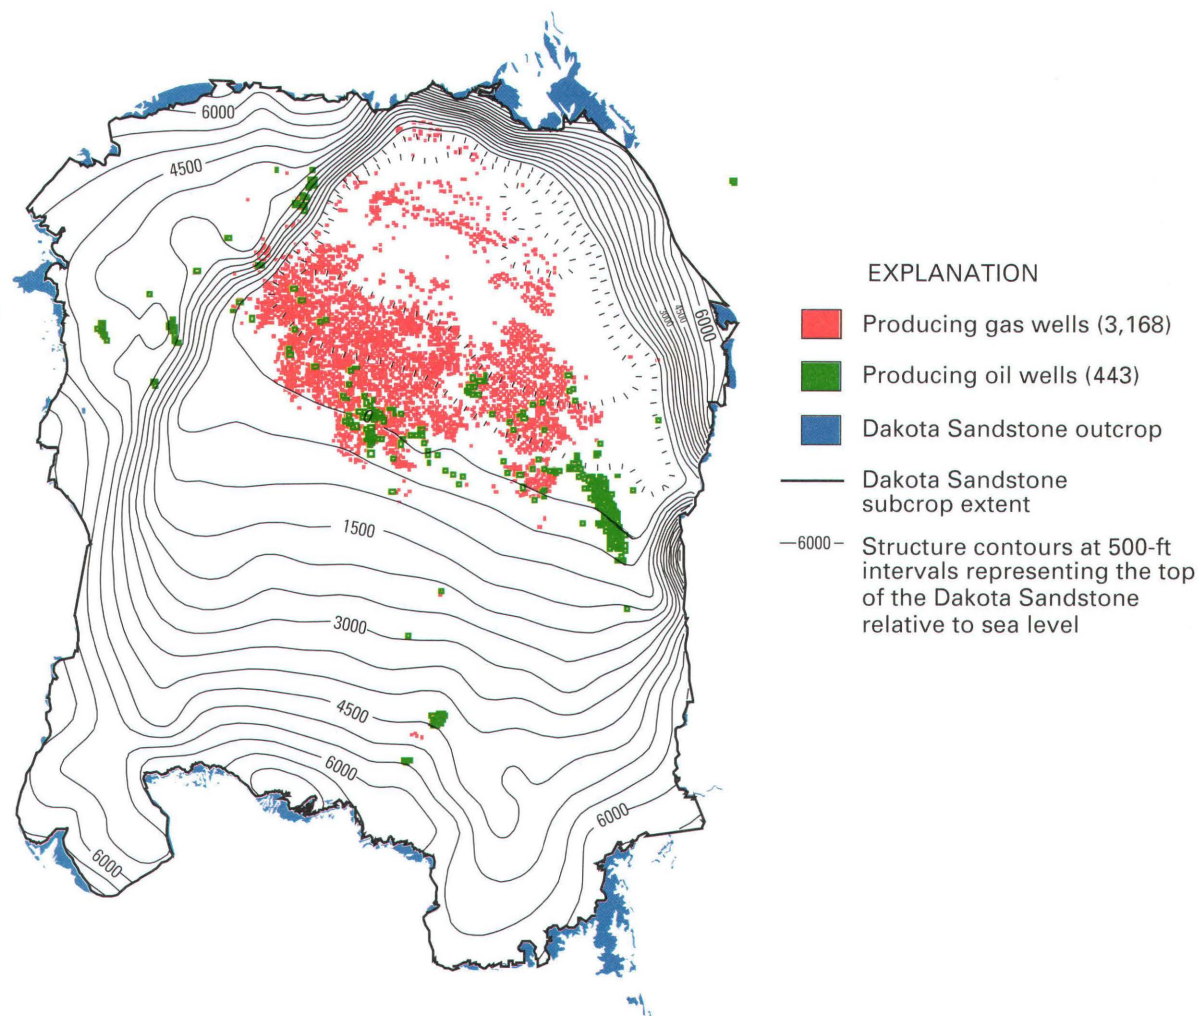 6000
4500
3000
4500
6000
0
1500
3000
4500
6000
6000
6000
EXPLANATION
Producing gas wells (3,168)
Producing oil wells (443)
Dakota Sandstone outcrop
Dakota Sandstone
subcrop extent
—6000– Structure contours at 500-ft
intervals representing the top
of the Dakota Sandstone
relative to sea level